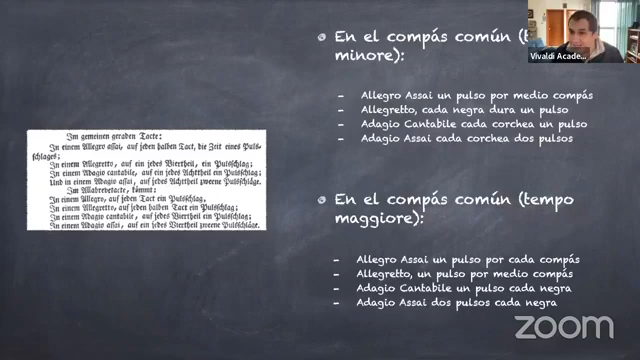 Im gemeinen geraden Tacte:
In einem Allegro assai, auf jeden halben Tact, die Zeit eines Puls-
schlages;
In einem Allegretto, auf ein jedes Viertheil, ein Pulsschlag;
In einem Adagio cantabile, auf ein jedes Achttheil ein Pulsschlag;
Und in einem Adagio assai, auf jedes Achttheil zweene Pulsschläge.
Im Allabrevetacte, kömmt:
In einem Allegro, auf jeden Tact ein Pulsschlag,
In einem Allegretto, auf jeden halben Tact ein Pulsschlag;
In einem Adagio cantabile, auf jedes Viertheil ein Pulsschlag;
In einem Adagio assai, auf ein jedes Viertheil zweene Pulsschläge.
En el compás común (
minore):
- Allegro Assai un pulso por medio compás
- Allegretto, cada negra dura un pulso
- Adagio Cantabile cada corchea un pulso
- Adagio Assai cada corchea dos pulsos
En el compás común (tempo
maggiore):
- Allegro Assai un pulso por cada compás
- Allegretto, un pulso por medio compás
- Adagio Cantabile un pulso cada negra
- Adagio Assai dos pulsos cada negra
Vivaldi Acade...
zoom